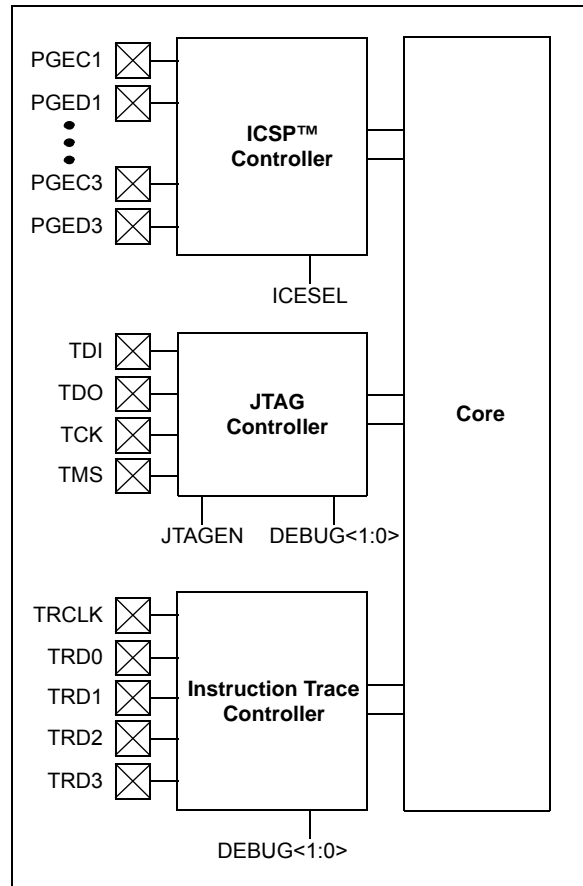 PGEC1
PGED1
PGEC3
PGED3
ICSP™
Controller
ICESEL
TDI
TDO
TCK
TMS
JTAG
Controller
JTAGEN
DEBUG<1:0>
TRCLK
TRD0
TRD1
TRD2
TRD3
Instruction Trace
Controller
DEBUG<1:0>
Core